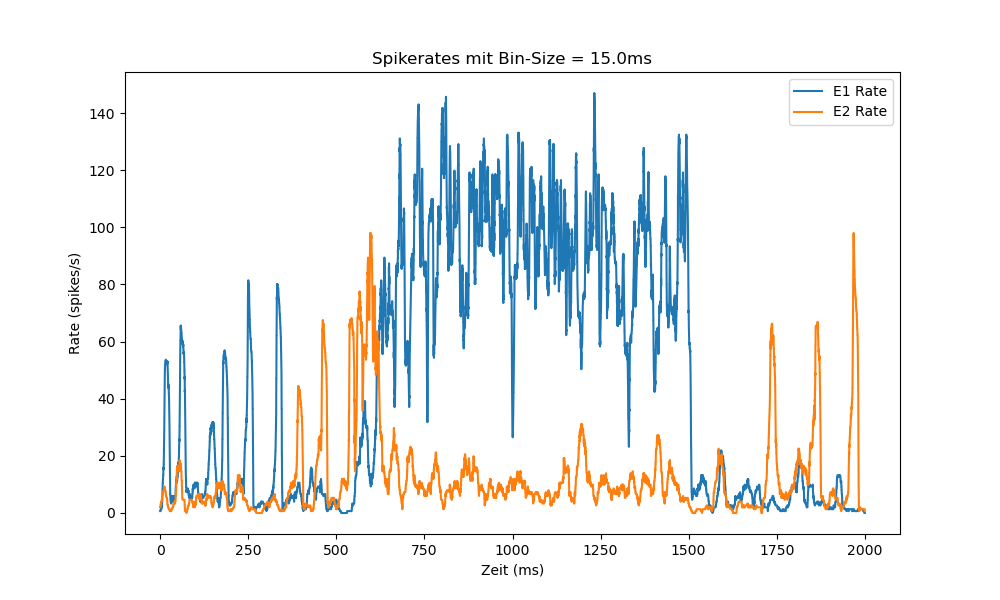 Spikerates mit Bin-Size = 15.0ms
E1 Rate
E2 Rate
Rate (spikes/s)
140
120
100
80
60
40
20
0
0 250 500 750 1000 1250 1500 1750 2000
Zeit (ms)